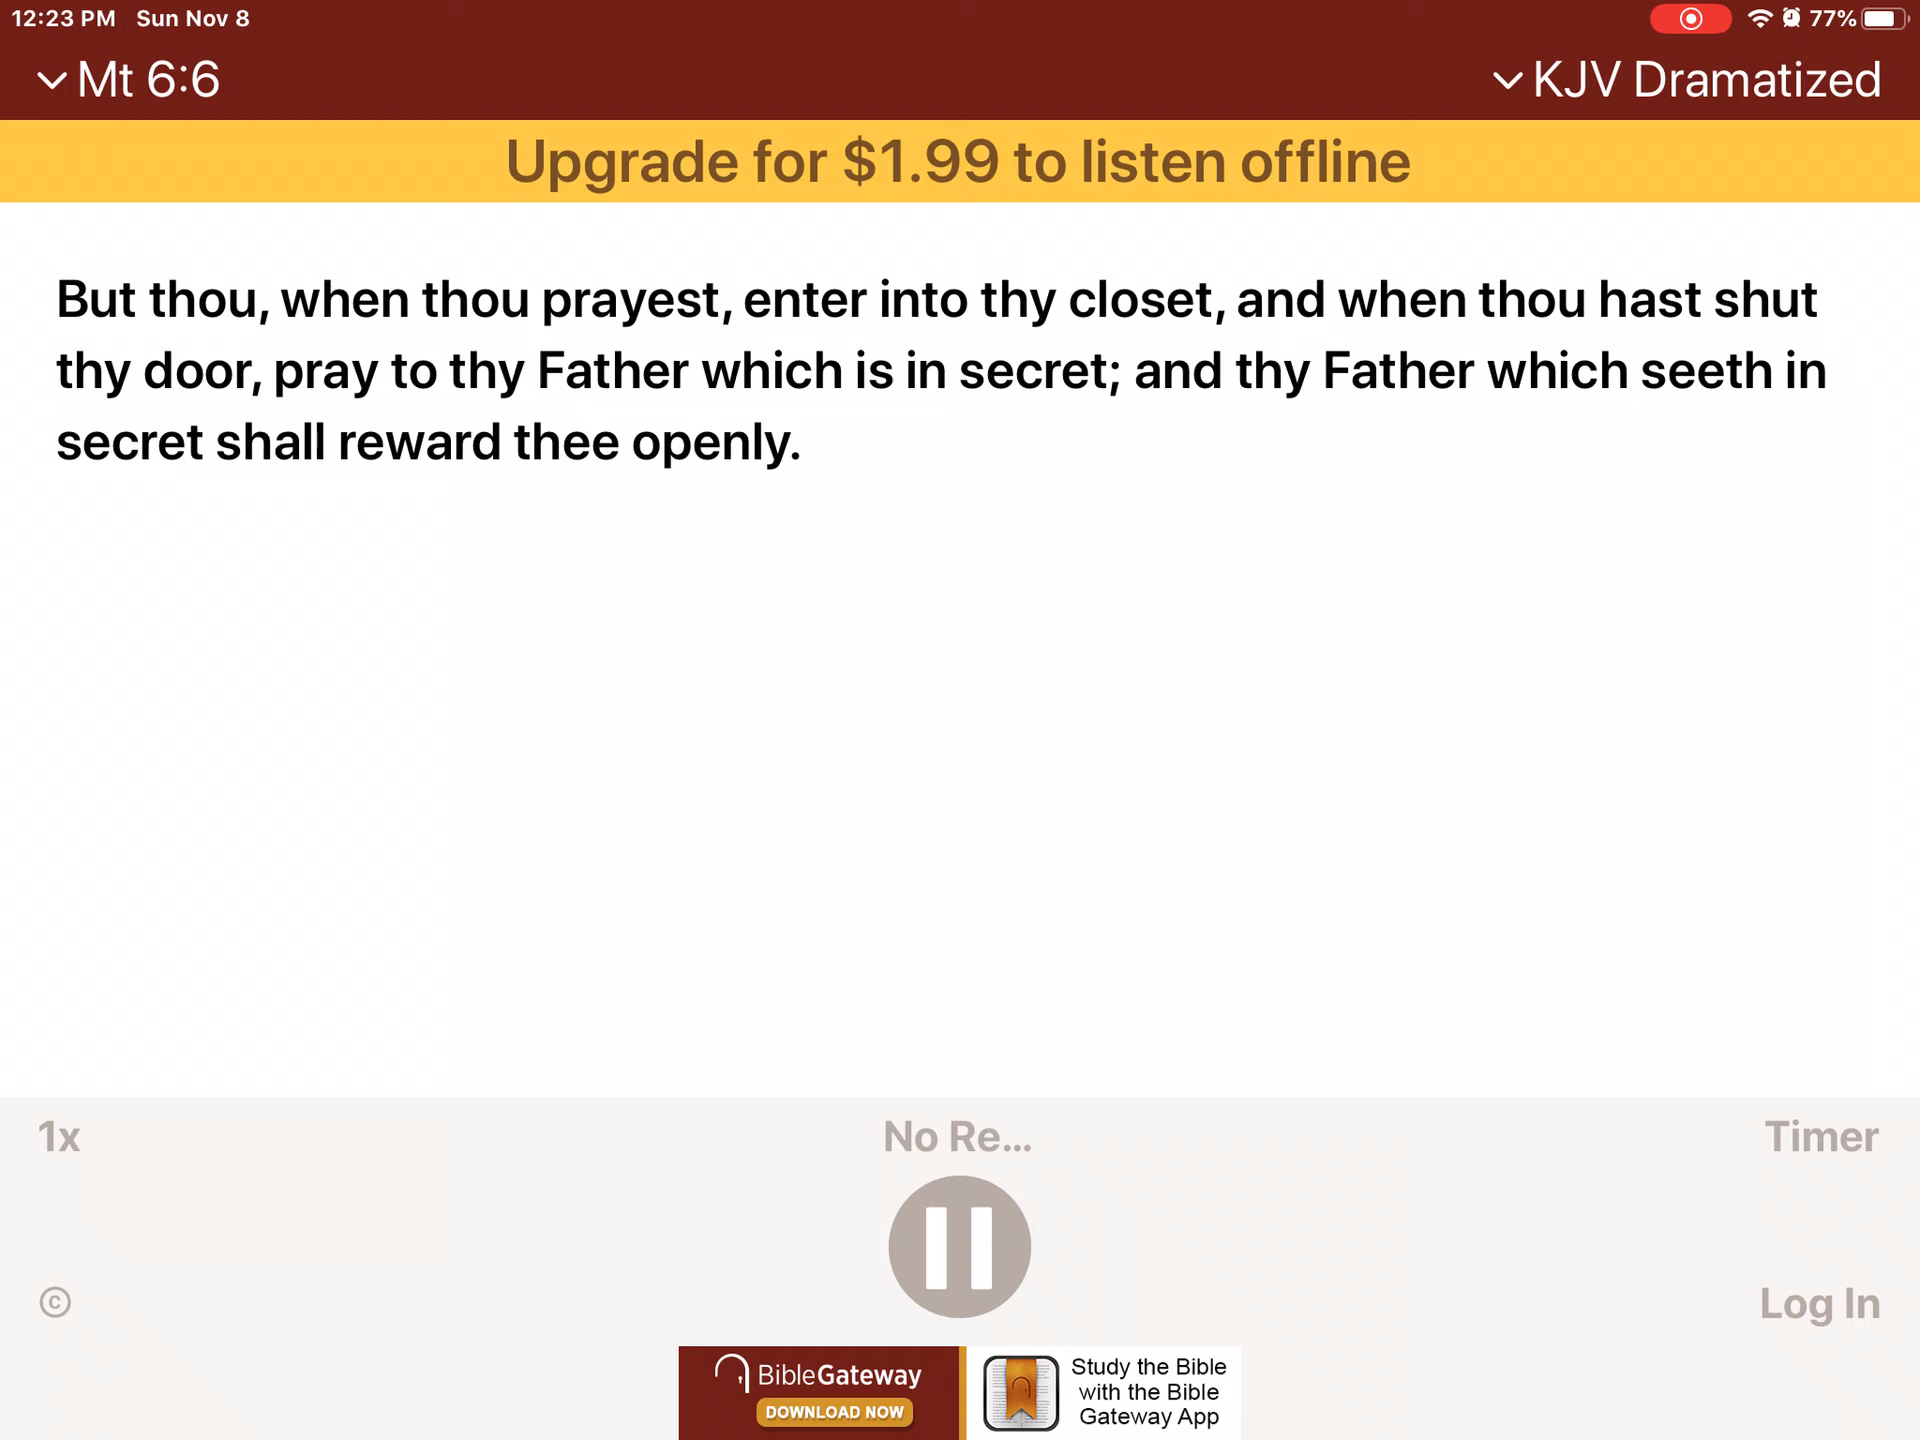 12:23 PM Sun Nov 8 77%
Mt 6:6 KJV Dramatized
Upgrade for $1.99 to listen offline
But thou, when thou prayest, enter into thy closet, and when thou hast shut
thy door, pray to thy Father which is in secret; and thy Father which seeth in
secret shall reward thee openly.
1x No Re... Timer
© Log In
BibleGateway
DOWNLOAD NOW
Study the Bible
with the Bible
Gateway App